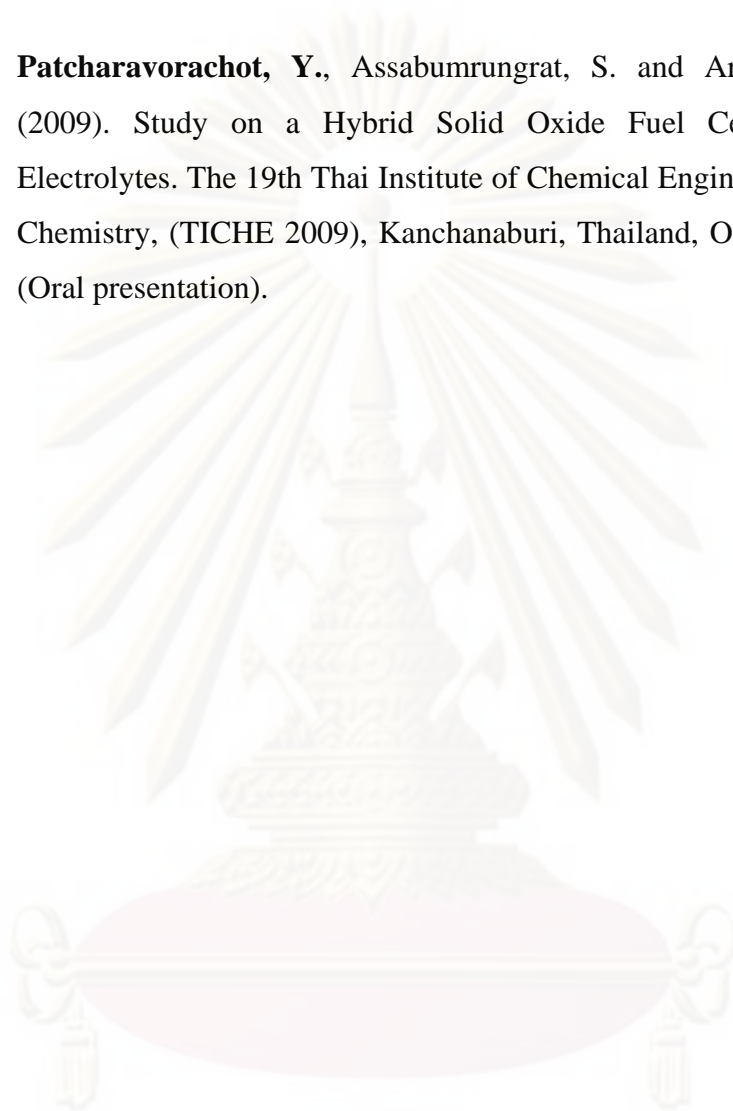 Patcharavorachot, Y., Assabumrungrat, S. and
(2009). Study on a Hybrid Solid Oxide Fuel
Electrolytes. The 19th Thai Institute of Chemical
Chemistry, (TICHE 2009), Kanchanaburi, Thailand,
(Oral presentation).